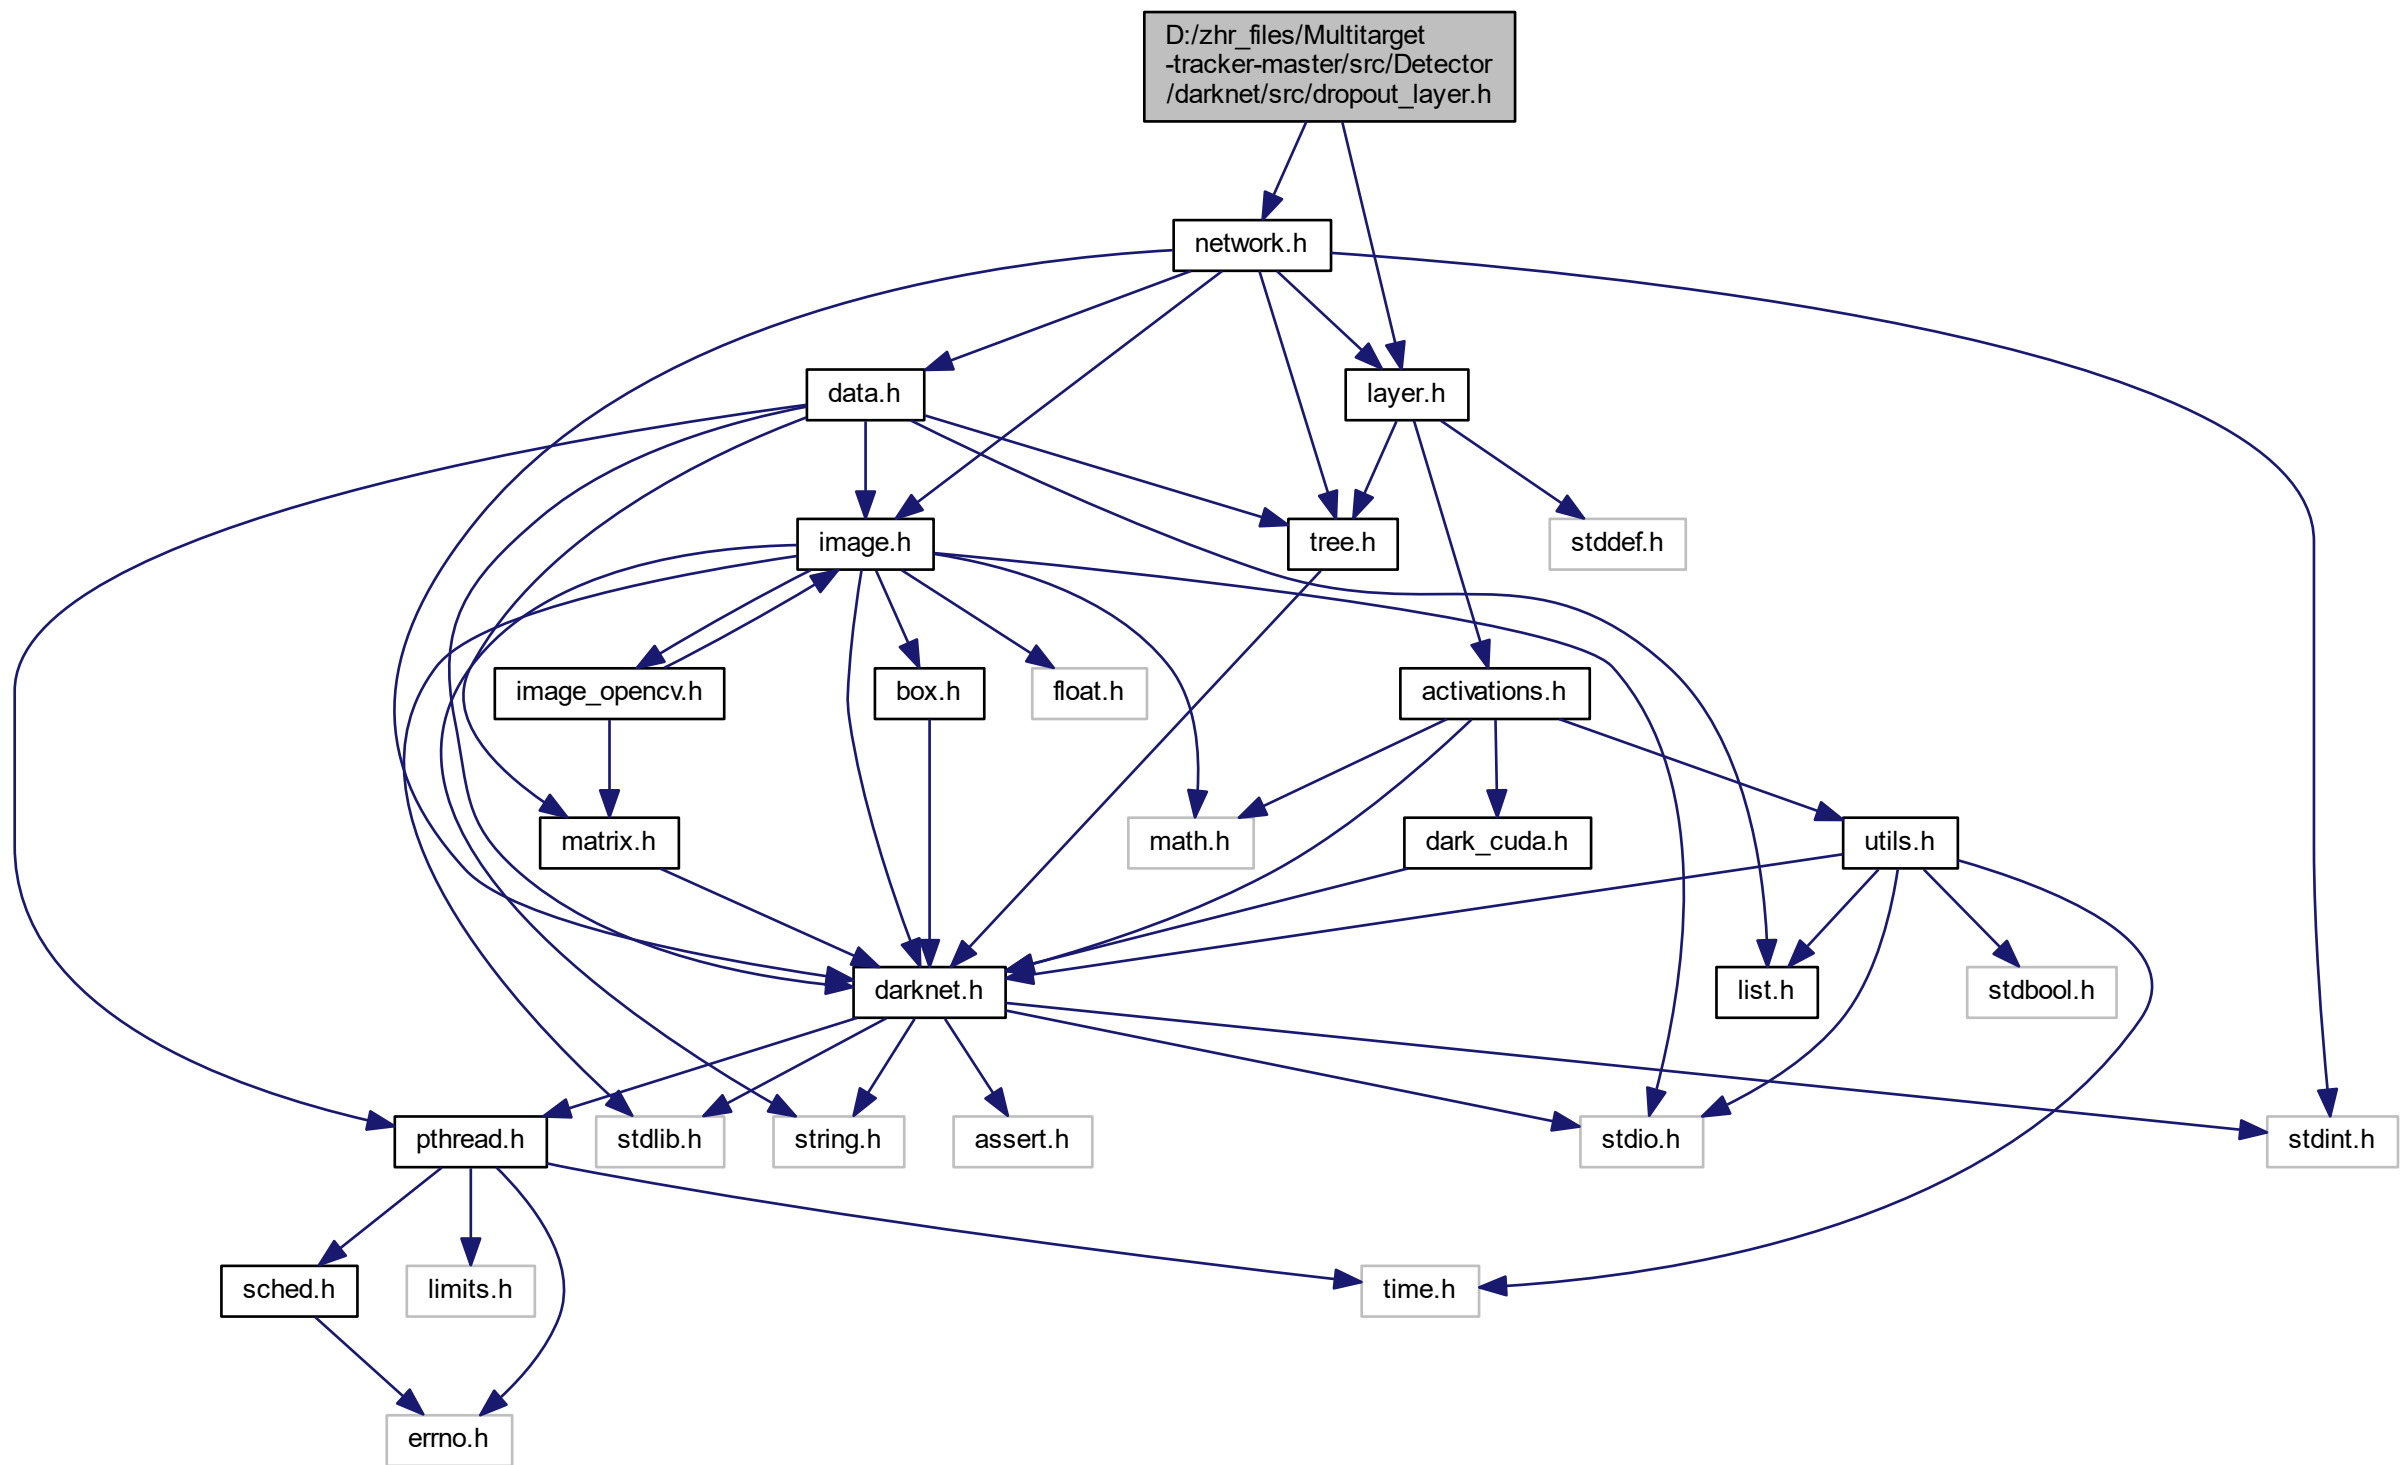 D:/zhr_files/Multitarget
-tracker-master/src/Detector
/darknet/src/dropout_layer.h
network.h
data.h
layer.h
image.h
tree.h
stddef.h
image_opencv.h
box.h
float.h
activations.h
matrix.h
math.h
dark_cuda.h
utils.h
darknet.h
list.h
stdbool.h
pthread.h
stdlib.h
string.h
assert.h
stdio.h
stdint.h
sched.h
limits.h
time.h
errno.h